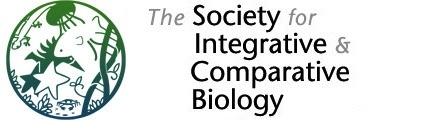 The Society for
Integrative &
Comparative
Biology